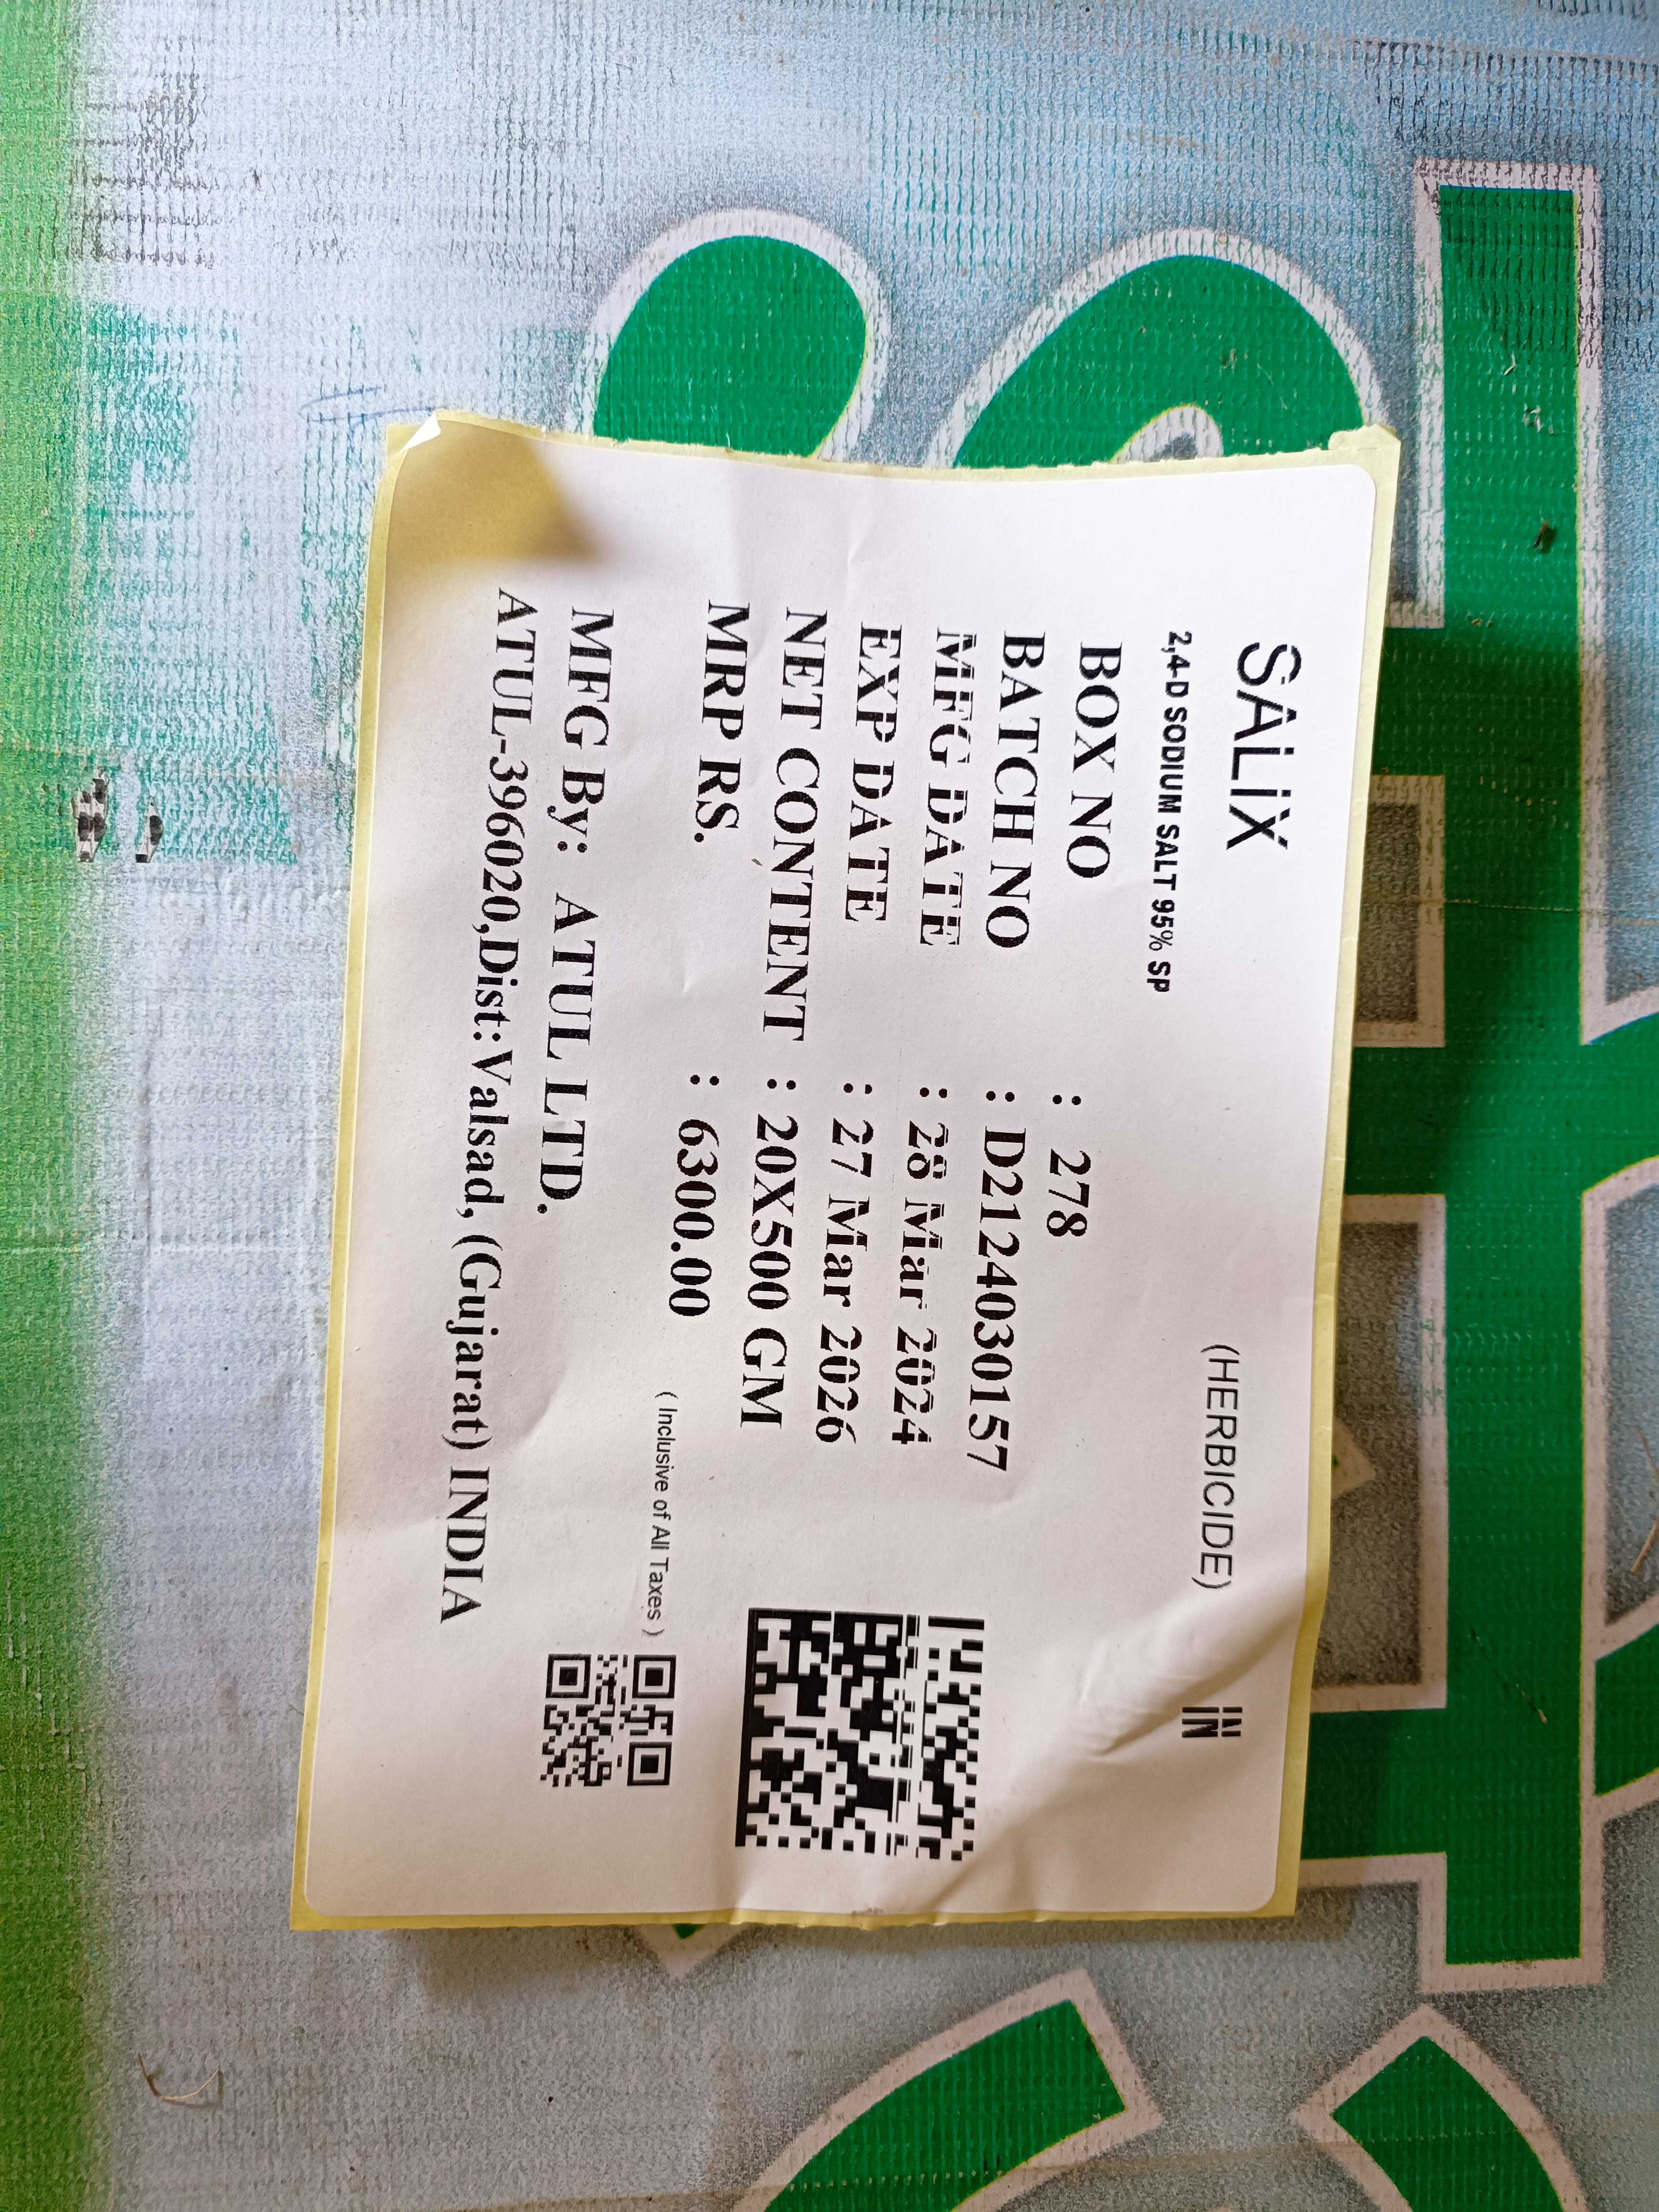 SALIX (HERBICIDE) IN
2,4-D SODIUM SALT 95% SP
BOX NO : 278
BATCH NO : D2124030157
MFG DATE : 28 Mar 2024
EXP DATE : 27 Mar 2026
NET CONTENT : 20X500 GM
MRP RS. : 6300.00 ( Inclusive of All Taxes )
MFG By: ATUL LTD.
ATUL-396020,Dist:Valsad, (Gujarat) INDIA